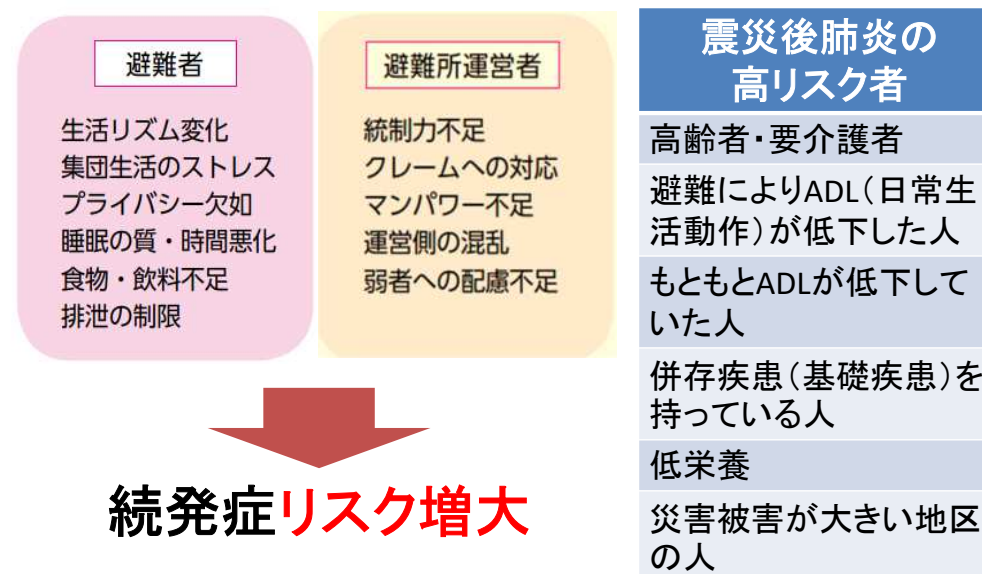 避難者
生活リズム変化
集団生活のストレス
プライバシー欠如
睡眠の質・時間悪化
食物・飲料不足
排泄の制限
避難所運営者
統制力不足
クレームへの対応
マンパワー不足
運営側の混乱
弱者への配慮不足
続発症リスク増大
震災後肺炎の
高リスク者
高齢者・要介護者
避難によりADL（日常生
活動作）が低下した人
もともとADLが低下して
いた人
併存疾患（基礎疾患）を
持っている人
低栄養
災害被害が大きい地区
の人